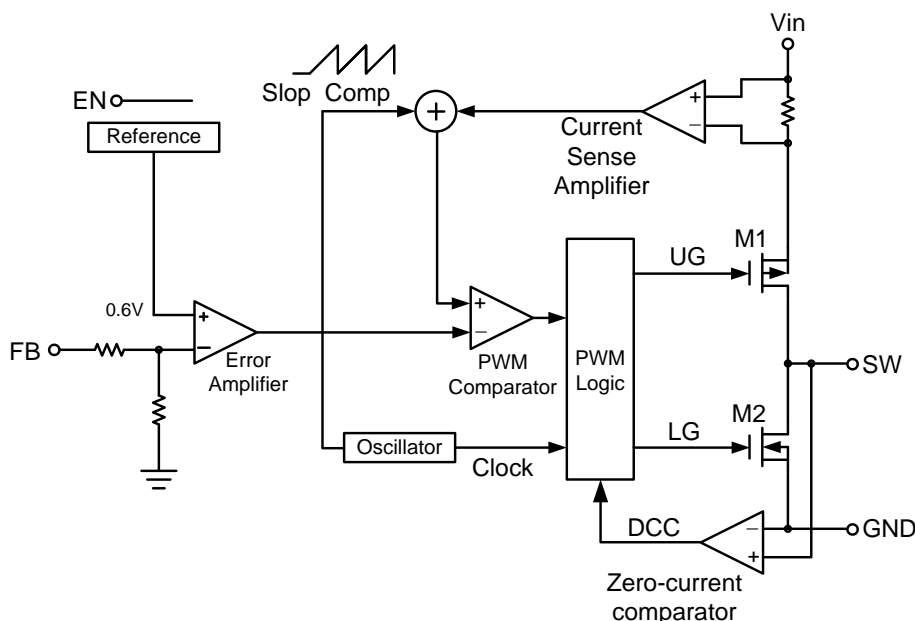 Vin
Slop Comp
EN
Reference
+
+
−
Current
Sense
Amplifier
M1
UG
0.6V
+
−
+
−
FB
Error
Amplifier
PWM
Comparator
PWM
Logic
SW
M2
LG
Oscillator
Clock
DCC
−
+
GND
Zero-current
comparator